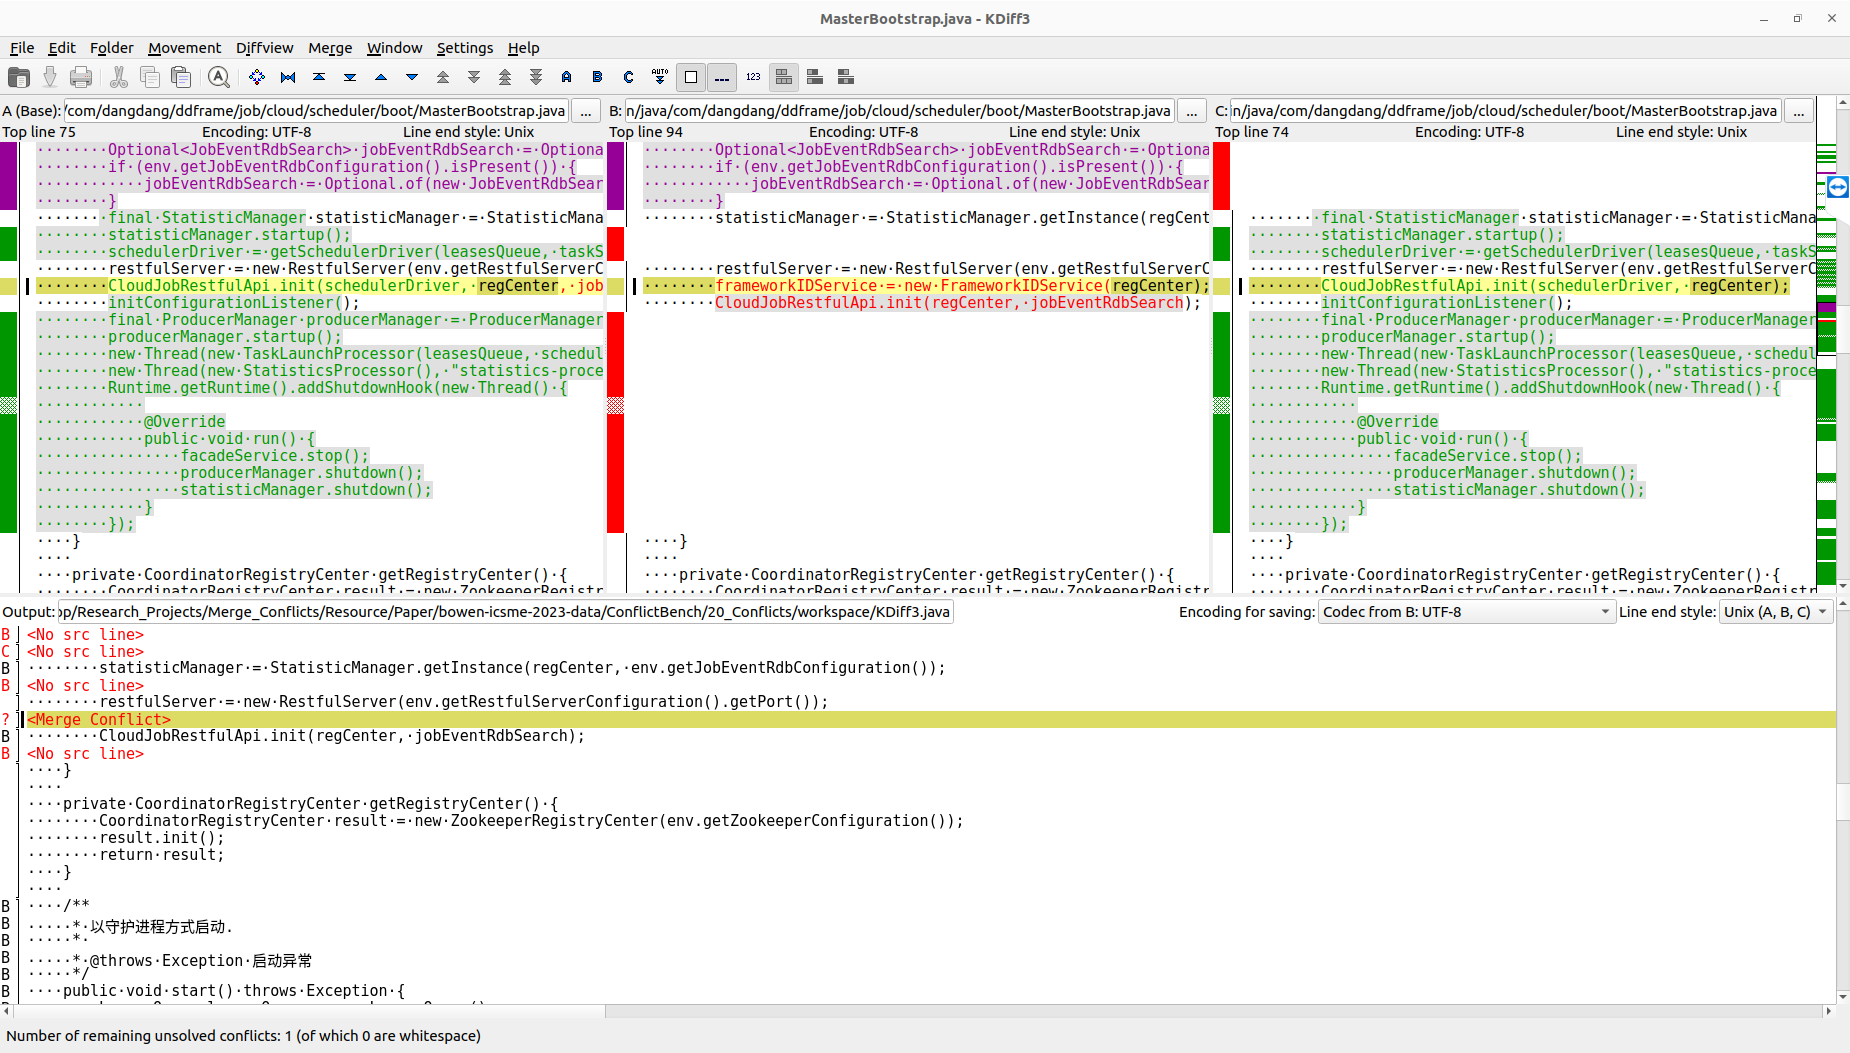 MasterBootstrap.java - KDiff3
File Edit Folder Movement Diffview Merge Window Settings Help
A B C AUTO 123
A (Base): /com/dangdang/ddframe/job/cloud/scheduler/boot/MasterBootstrap.java ...
Top line 75 Encoding: UTF-8 Line end style: Unix
········Optional<JobEventRdbSearch>·jobEventRdbSearch·=·Optiona
········if·(env.getJobEventRdbConfiguration().isPresent())·{
············jobEventRdbSearch·=·Optional.of(new·JobEventRdbSear
········}
········final·StatisticManager·statisticManager·=·StatisticMana
········statisticManager.startup();
········schedulerDriver·=·getSchedulerDriver(leasesQueue,·taskS
········restfulServer·=·new·RestfulServer(env.getRestfulServerC
········CloudJobRestfulApi.init(schedulerDriver,·regCenter,·job
········initConfigurationListener();
········final·ProducerManager·producerManager·=·ProducerManager
········producerManager.startup();
········new·Thread(new·TaskLaunchProcessor(leasesQueue,·schedul
········new·Thread(new·StatisticsProcessor(),·"statistics-proce
········Runtime.getRuntime().addShutdownHook(new·Thread()·{
············
············@Override
············public·void·run()·{
················facadeService.stop();
················producerManager.shutdown();
················statisticManager.shutdown();
············}
········});
····}
····
····private·CoordinatorRegistryCenter·getRegistryCenter()·{
········CoordinatorRegistryCenter·result·=·new·ZookeeperRegistr
B: n/java/com/dangdang/ddframe/job/cloud/scheduler/boot/MasterBootstrap.java ...
Top line 94 Encoding: UTF-8 Line end style: Unix
········Optional<JobEventRdbSearch>·jobEventRdbSearch·=·Optiona
········if·(env.getJobEventRdbConfiguration().isPresent())·{
············jobEventRdbSearch·=·Optional.of(new·JobEventRdbSear
········}
········statisticManager·=·StatisticManager.getInstance(regCent
········restfulServer·=·new·RestfulServer(env.getRestfulServerC
········frameworkIDService·=·new·FrameworkIDService(regCenter);
········CloudJobRestfulApi.init(regCenter,·jobEventRdbSearch);
····}
····
····private·CoordinatorRegistryCenter·getRegistryCenter()·{
········CoordinatorRegistryCenter·result·=·new·ZookeeperRegistr
C: n/java/com/dangdang/ddframe/job/cloud/scheduler/boot/MasterBootstrap.java ...
Top line 74 Encoding: UTF-8 Line end style: Unix
········final·StatisticManager·statisticManager·=·StatisticMana
········statisticManager.startup();
········schedulerDriver·=·getSchedulerDriver(leasesQueue,·taskS
········restfulServer·=·new·RestfulServer(env.getRestfulServerC
········CloudJobRestfulApi.init(schedulerDriver,·regCenter);
········initConfigurationListener();
········final·ProducerManager·producerManager·=·ProducerManager
········producerManager.startup();
········new·Thread(new·TaskLaunchProcessor(leasesQueue,·schedul
········new·Thread(new·StatisticsProcessor(),·"statistics-proce
········Runtime.getRuntime().addShutdownHook(new·Thread()·{
············
············@Override
············public·void·run()·{
················facadeService.stop();
················producerManager.shutdown();
················statisticManager.shutdown();
············}
········});
····}
····
····private·CoordinatorRegistryCenter·getRegistryCenter()·{
········CoordinatorRegistryCenter·result·=·new·ZookeeperRegistr
Output: op/Research_Projects/Merge_Conflicts/Resource/Paper/bowen-icsme-2023-data/ConflictBench/20_Conflicts/workspace/KDiff3.java Encoding for saving: Codec from B: UTF-8 Line end style: Unix (A, B, C)
B <No src line>
C <No src line>
B ········statisticManager·=·StatisticManager.getInstance(regCenter,·env.getJobEventRdbConfiguration());
B <No src line>
········restfulServer·=·new·RestfulServer(env.getRestfulServerConfiguration().getPort());
? <Merge Conflict>
B ········CloudJobRestfulApi.init(regCenter,·jobEventRdbSearch);
B <No src line>
····}
····
····private·CoordinatorRegistryCenter·getRegistryCenter()·{
········CoordinatorRegistryCenter·result·=·new·ZookeeperRegistryCenter(env.getZookeeperConfiguration());
········result.init();
········return·result;
····}
····
B ····/**
B ·····*·以守护进程方式启动.
B ·····*·
B ·····*·@throws·Exception·启动异常
B ·····*/
B ····public·void·start()·throws·Exception·{
Number of remaining unsolved conflicts: 1 (of which 0 are whitespace)